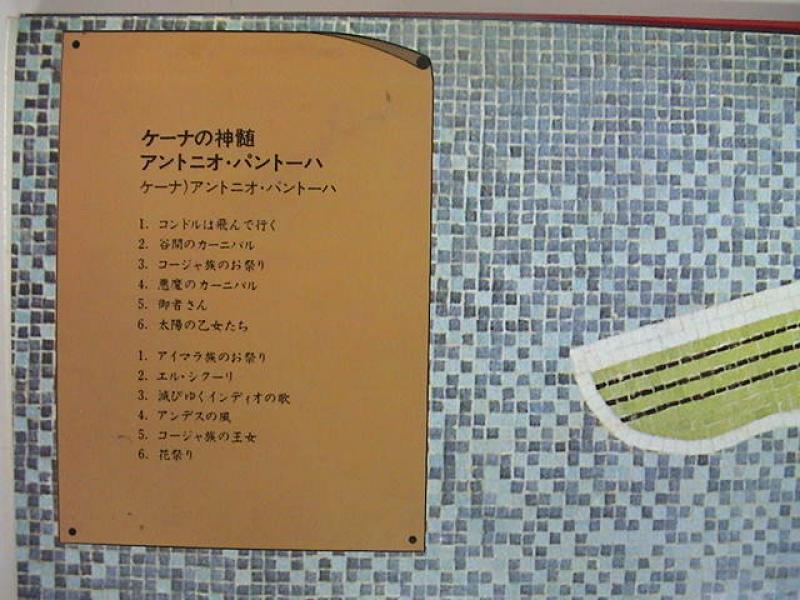 ケーナの神髄
アントニオ・パントーハ
ケーナ)アントニオ・パントーハ
1. コンドルは飛んで行く
2. 谷間のカーニバル
3. コージャ族のお祭り
4. 悪魔のカーニバル
5. 御者さん
6. 太陽の乙女たち
1. アイマラ族のお祭り
2. エル・シクーリ
3. 滅びゆくインディオの歌
4. アンデスの風
5. コージャ族の王女
6. 花祭り